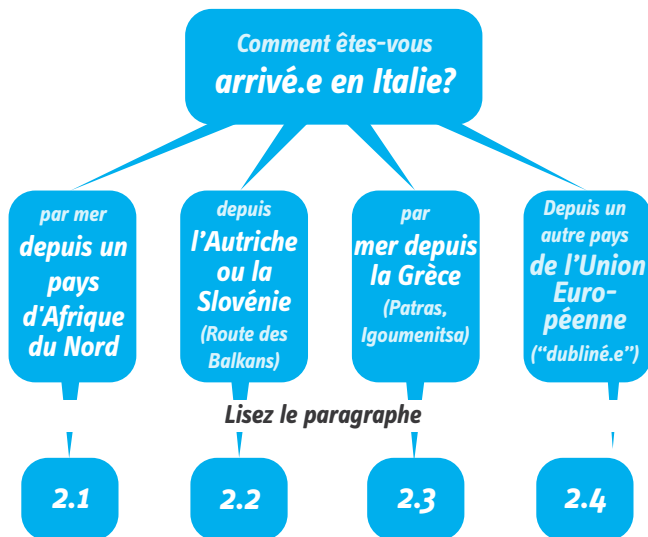 Comment êtes-vous
arrivé.e en Italie?
par mer
depuis un
pays
d'Afrique
du Nord
depuis
l'Autriche
ou la
Slovénie
(Route des
Balkans)
par
mer depuis
la Grèce
(Patras,
Igoumenitsa)
Depuis un
autre pays
de l'Union
Euro-
péenne
(“dubliné.e”)
Lisez le paragraphe
2.1
2.2
2.3
2.4